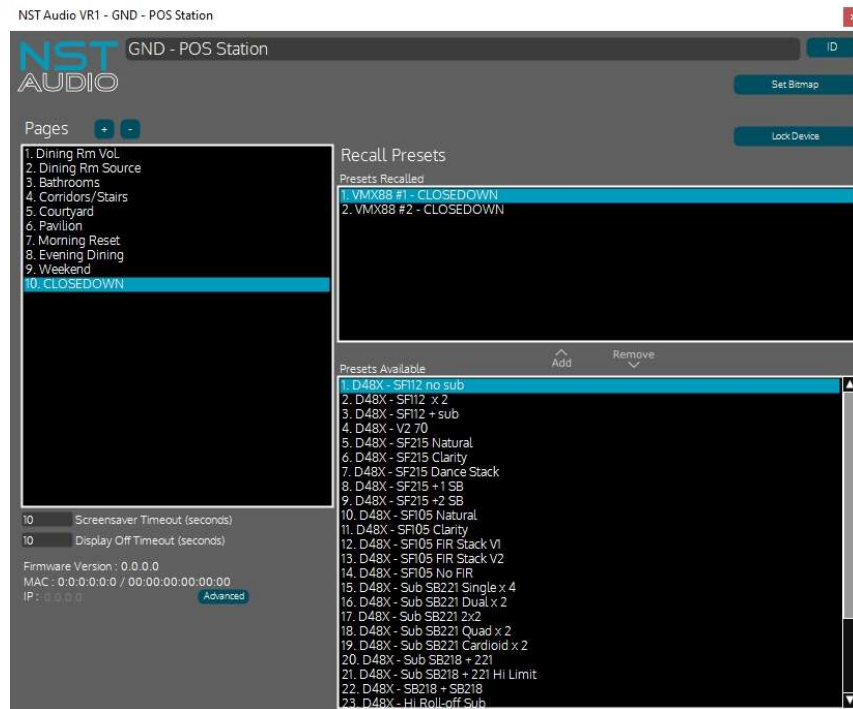 NST Audio VR1 - GND - POS Station
NST
AUDIO
GND - POS Station
ID
Set Bitmap
Lock Device
Pages + -
1. Dining Rm Vol.
2. Dining Rm Source
3. Bathrooms
4. Corridors/Stairs
5. Courtyard
6. Pavilion
7. Morning Reset
8. Evening Dining
9. Weekend
10. CLOSEDOWN
10 Screensaver Timeout (seconds)
10 Display Off Timeout (seconds)
Firmware Version : 0.0.0.0
MAC : 0:0:0:0:0:0 / 00:00:00:00:00:00
IP : 0.0.0.0
Advanced
Recall Presets
Presets Recalled
1. VMX88 #1 - CLOSEDOWN
2. VMX88 #2 - CLOSEDOWN
Add
Remove
Presets Available
1. D48X - SF112 no sub
2. D48X - SF112 x 2
3. D48X - SF112 + sub
4. D48X - V2 70
5. D48X - SF215 Natural
6. D48X - SF215 Clarity
7. D48X - SF215 Dance Stack
8. D48X - SF215 +1 SB
9. D48X - SF215 +2 SB
10. D48X - SF105 Natural
11. D48X - SF105 Clarity
12. D48X - SF105 FIR Stack V1
13. D48X - SF105 FIR Stack V2
14. D48X - SF105 No FIR
15. D48X - Sub SB221 Single x 4
16. D48X - Sub SB221 Dual x 2
17. D48X - Sub SB221 2x2
18. D48X - Sub SB221 Quad x 2
19. D48X - Sub SB221 Cardioid x 2
20. D48X - Sub SB218 + 221
21. D48X - Sub SB218 + 221 Hi Limit
22. D48X - SB218 + SB218
23. D48X - Hi Roll-off Sub